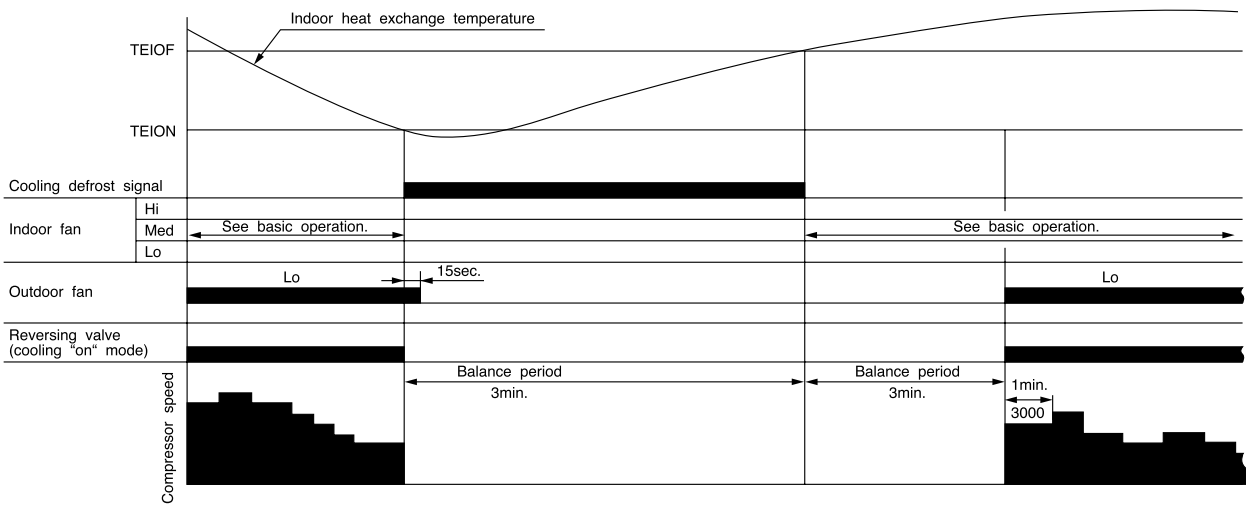 Indoor heat exchange temperature
TEIOF
TEION
Cooling defrost signal
Hi
Indoor fan
Med
See basic operation.
See basic operation.
Lo
Lo
15sec.
Lo
Outdoor fan
Reversing valve
(cooling “on“ mode)
Compressor speed
Balance period
3min.
Balance period
3min.
1min.
3000